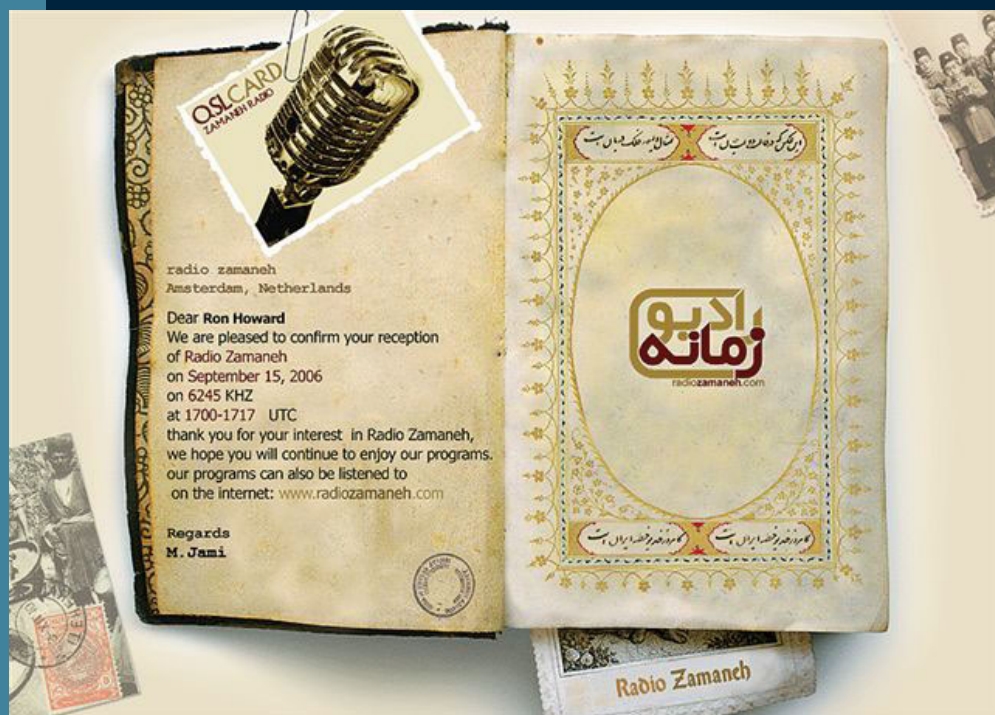 QSLCARD
ZAMANEH RADIO
radio zamaneh
Amsterdam, Netherlands
Dear Ron Howard
We are pleased to confirm your reception
of Radio Zamaneh
on September 15, 2006
on 6245 KHZ
at 1700-1717 UTC
thank you for your interest in Radio Zamaneh,
we hope you will continue to enjoy our programs.
our programs can also be listened to
on the internet: www.radiozamaneh.com
Regards
M.Jami
رادیو
زمانه
radiozamaneh.com
Radio Zamaneh